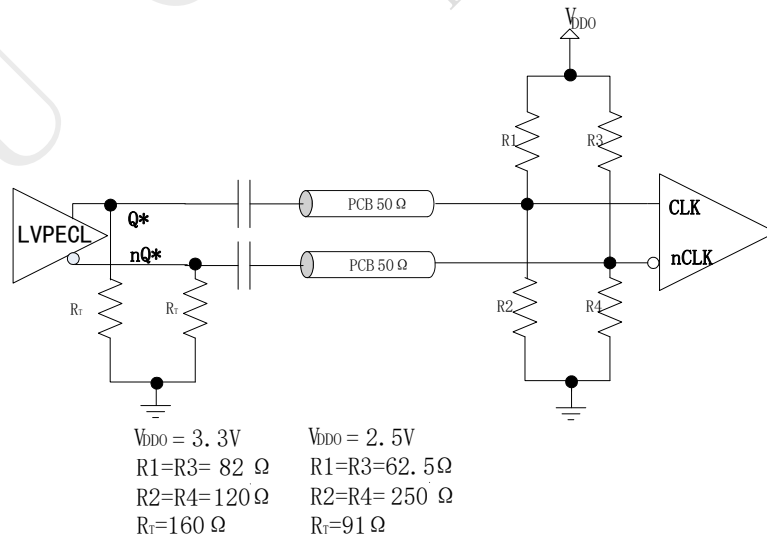 VDDO
R1
R3
PCB 50 Ω
Q*
CLK
LVPECL
nQ*
PCB 50 Ω
nCLK
RT
RT
R2
R4
VDDO = 3.3V
R1=R3= 82 Ω
R2=R4=120Ω
RT=160 Ω
VDDO = 2.5V
R1=R3=62.5Ω
R2=R4= 250 Ω
RT=91 Ω